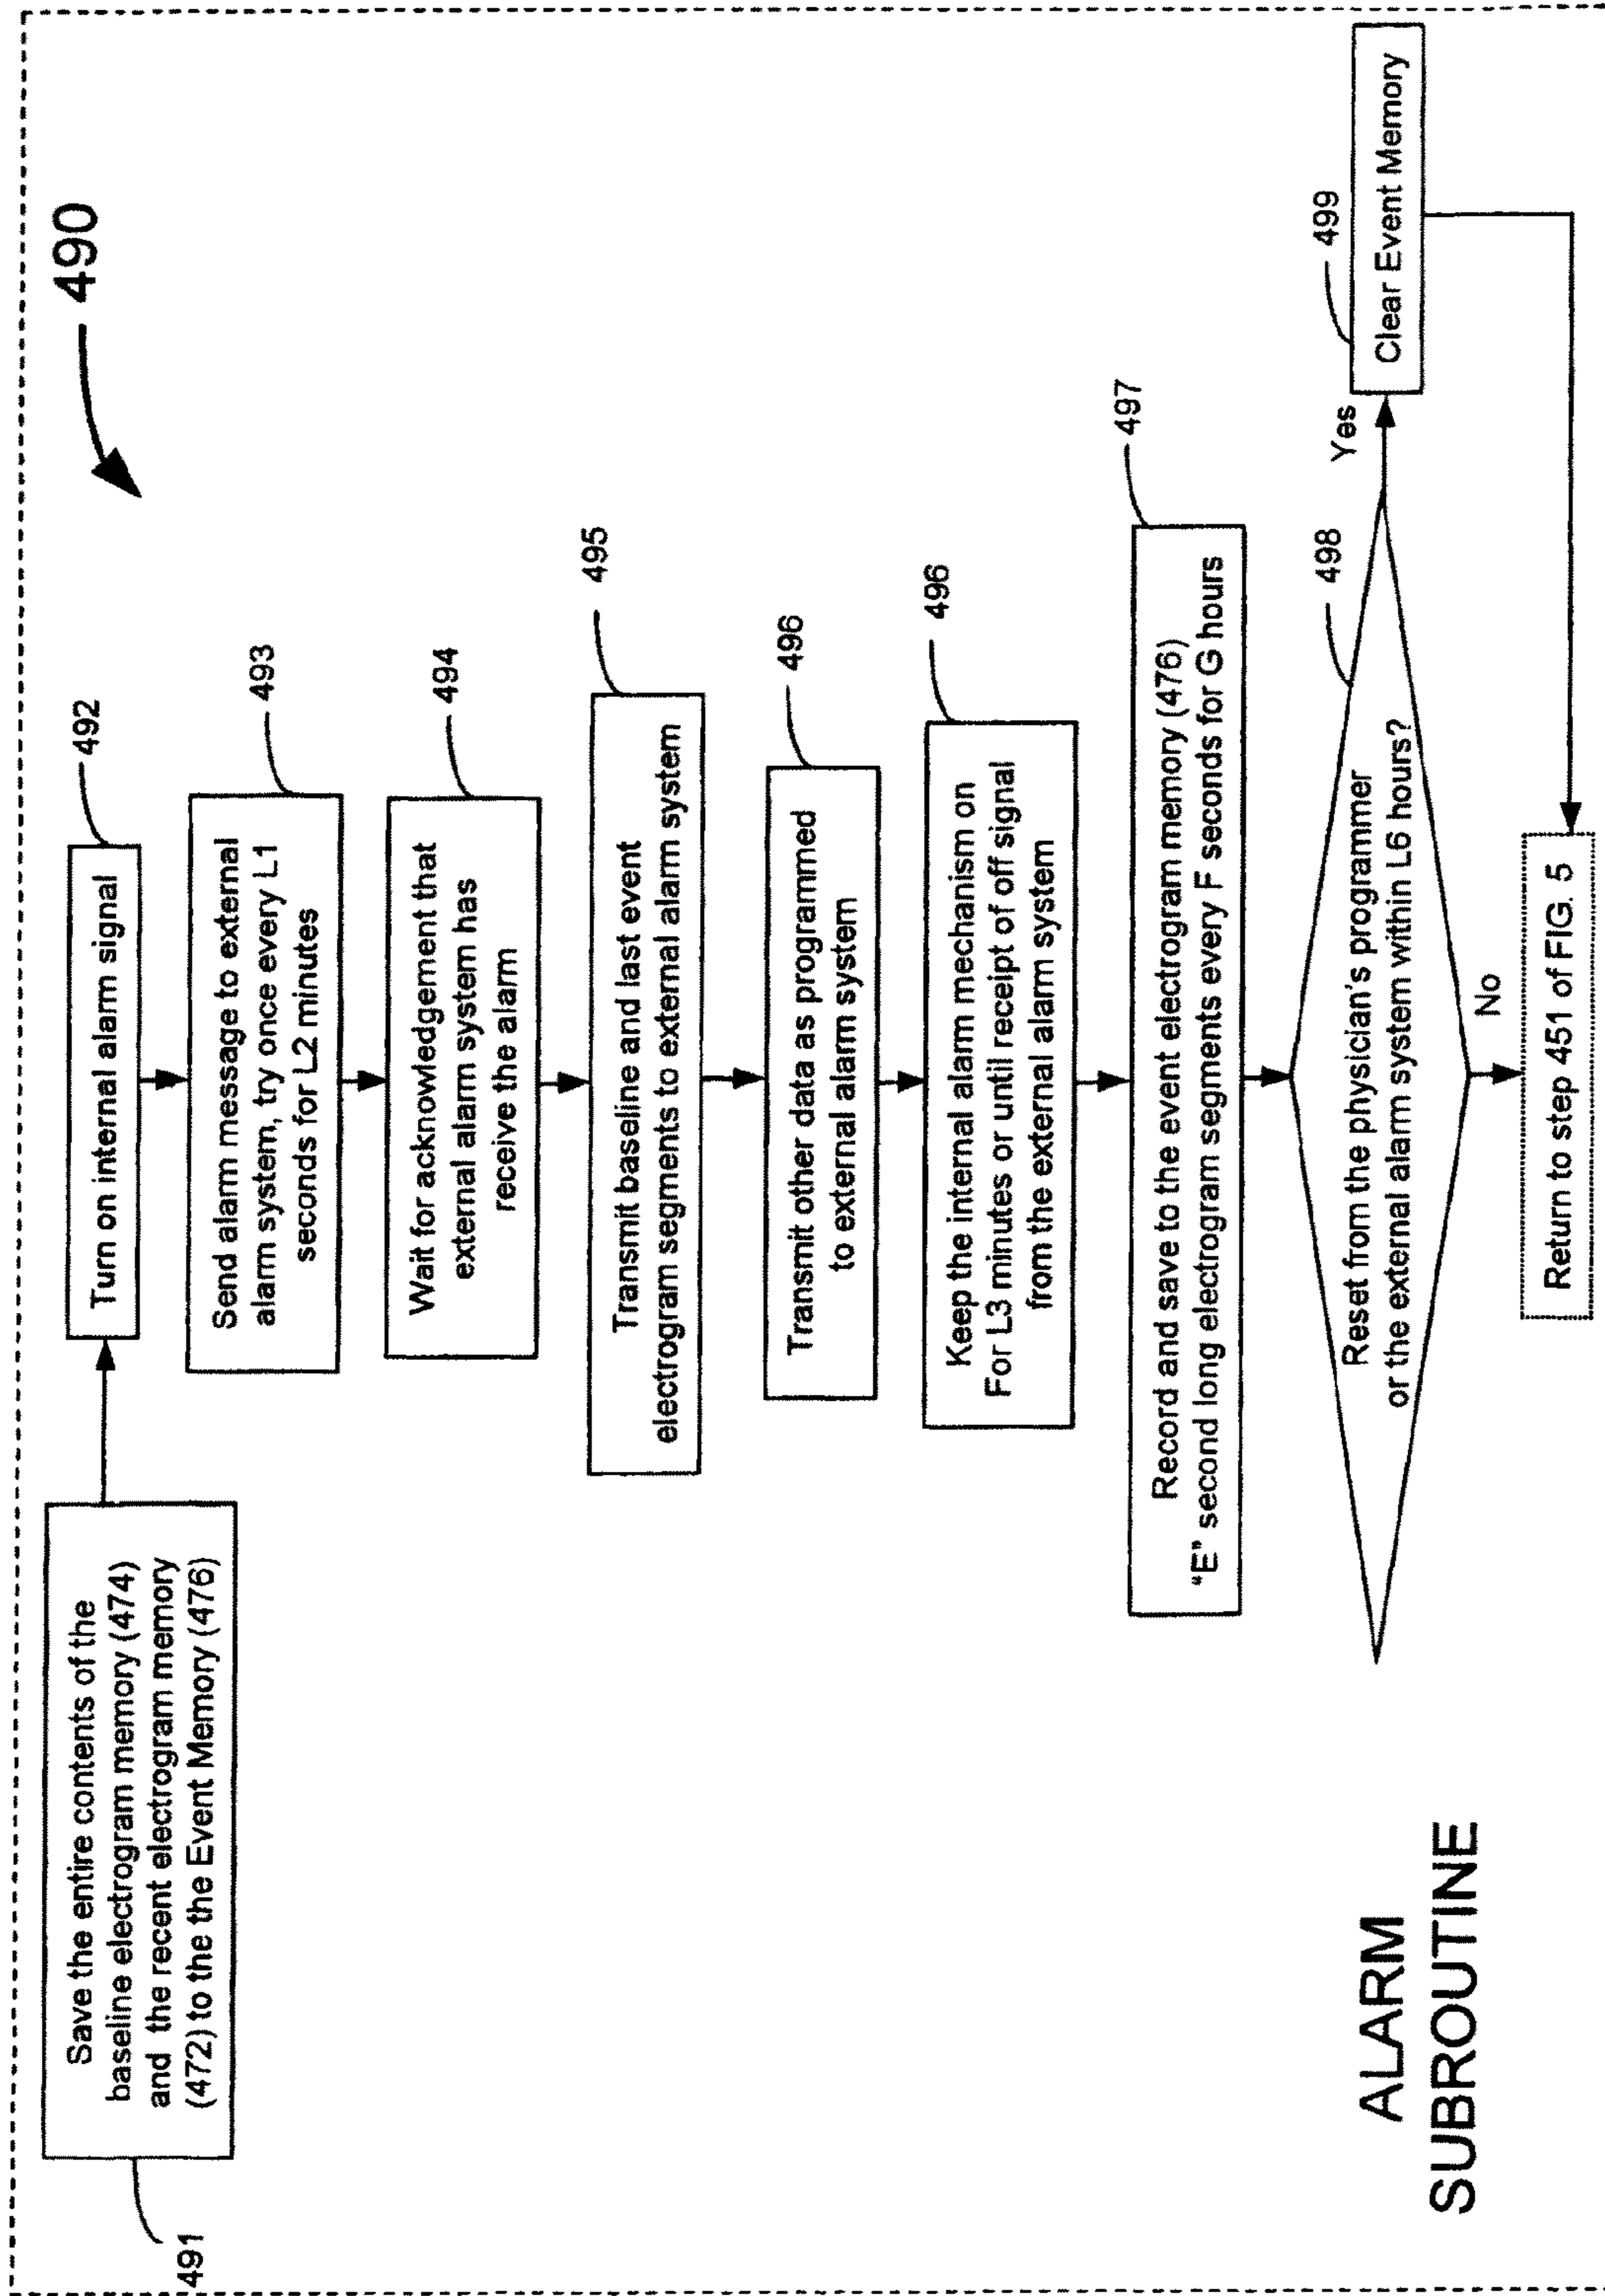 490
491
Save the entire contents of the
baseline electrogram memory (474)
and the recent electrogram memory
(472) to the the Event Memory (476)
492
Turn on internal alarm signal
493
Send alarm message to external
alarm system, try once every L1
seconds for L2 minutes
494
Wait for acknowledgement that
external alarm system has
receive the alarm
495
Transmit baseline and last event
electrogram segments to external alarm system
496
Transmit other data as programmed
to external alarm system
496
Keep the internal alarm mechanism on
For L3 minutes or until receipt of off signal
from the external alarm system
497
Record and save to the event electrogram memory (476)
"E" second long electrogram segments every F seconds for G hours
498
Reset from the physician's programmer
or the external alarm system within L6 hours?
Yes
499
Clear Event Memory
No
Return to step 451 of FIG. 5
ALARM
SUBROUTINE